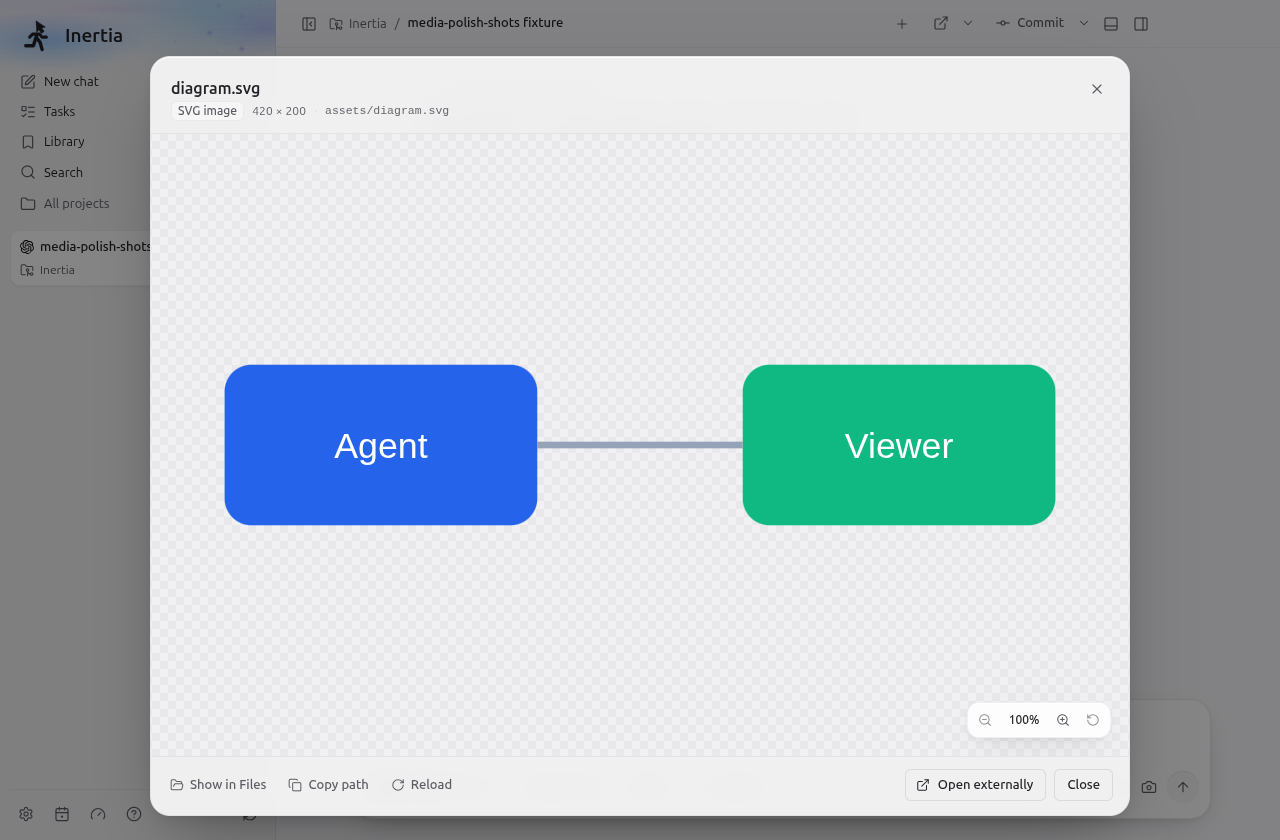 Inertia
Inertia / media-polish-shots fixture
Commit
New chat
Tasks
Library
Search
All projects
media-polish-shots
Inertia
diagram.svg
SVG image 420 × 200 · assets/diagram.svg
Agent
Viewer
100%
Show in Files
Copy path
Reload
Open externally
Close